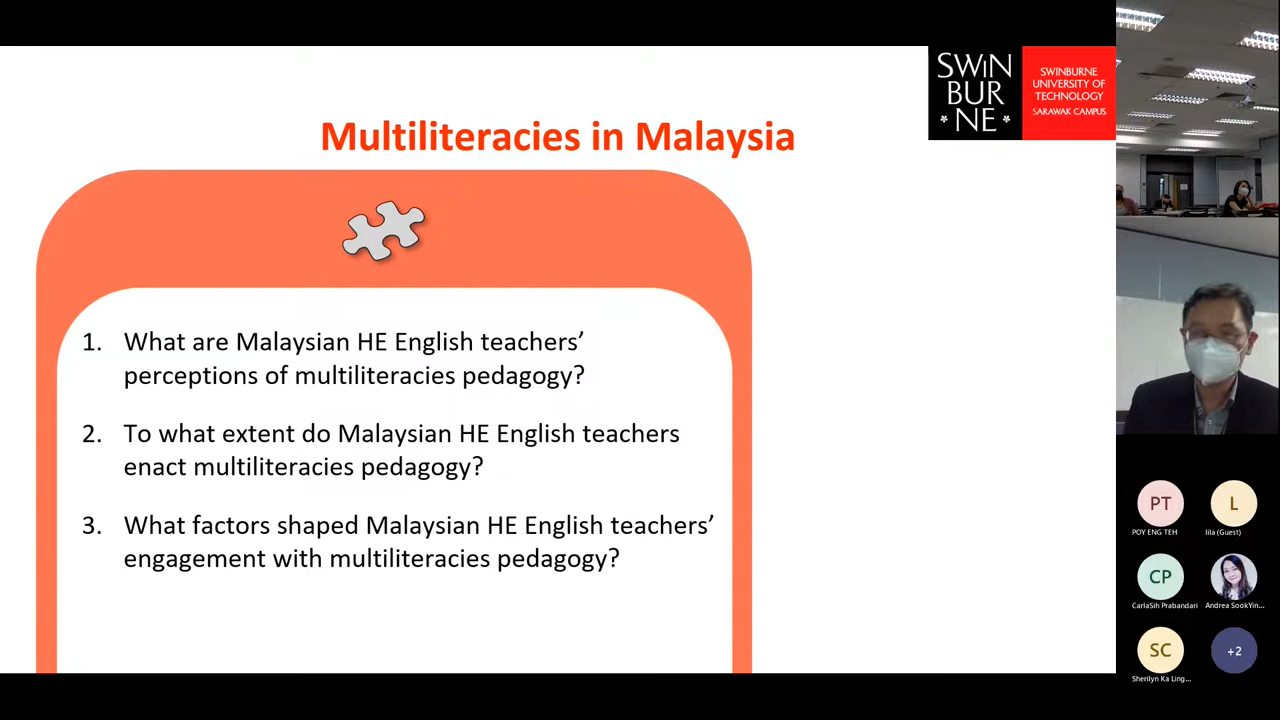 SWIN
BUR
NE
SWINBURNE
UNIVERSITY OF
TECHNOLOGY
SARAWAK CAMPUS
Multiliteracies in Malaysia
1. What are Malaysian HE English teachers’
perceptions of multiliteracies pedagogy?
2. To what extent do Malaysian HE English teachers
enact multiliteracies pedagogy?
3. What factors shaped Malaysian HE English teachers’
engagement with multiliteracies pedagogy?
PT
L
POY ENG TEH
lila (Guest)
CP
CarlaSih Prabandari
Andrea SookYin...
SC
+2
Sherilyn Ka Ling...